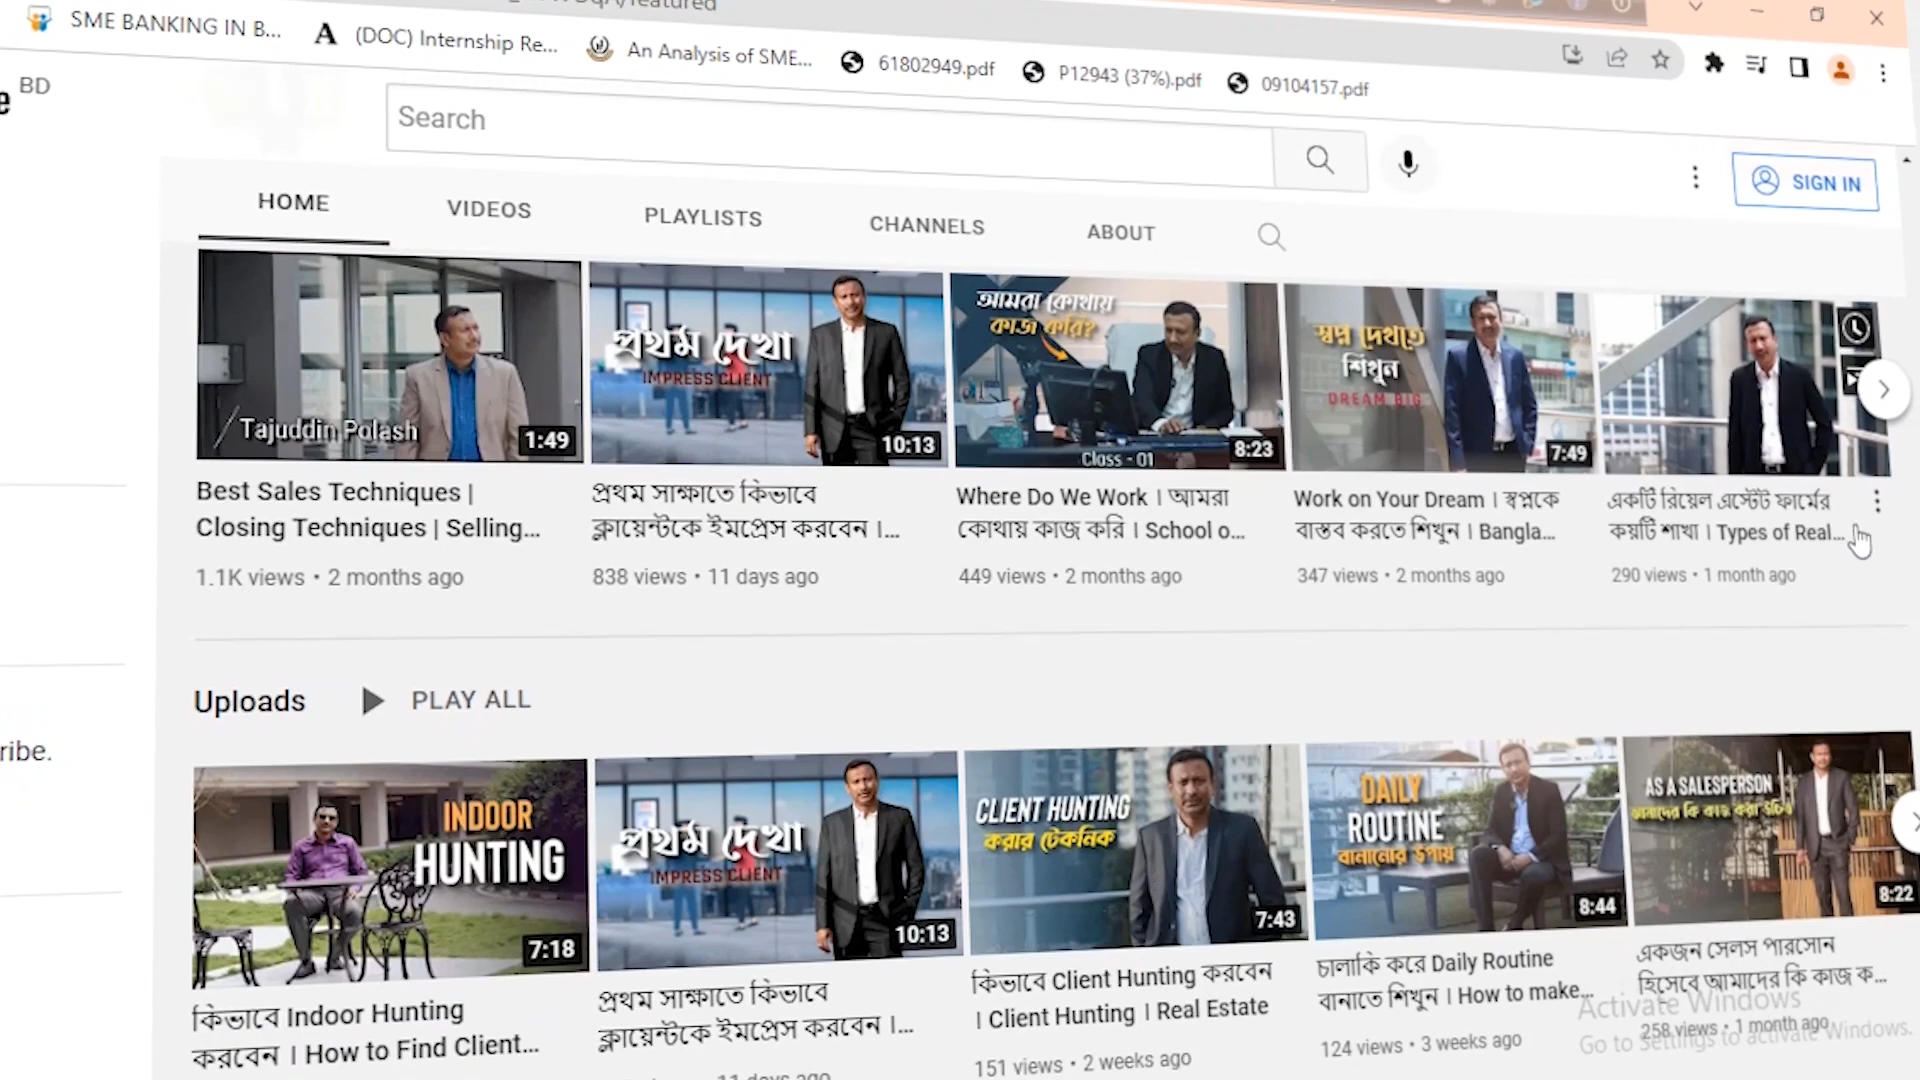 SME BANKING IN B...
(DOC) Internship Re...
An Analysis of SME...
61802949.pdf
P12943 (37%).pdf
09104157.pdf
BD
Search
SIGN IN
HOME
VIDEOS
PLAYLISTS
CHANNELS
ABOUT
Tajuddin Polash
1:49
প্রথম দেখা
IMPRESS CLIENT
10:13
আমরা কোথায়
কাজ করি?
Class - 01
8:23
স্বপ্ন দেখতে
শিখুন
DREAM BIG
7:49
Best Sales Techniques |
Closing Techniques | Selling...
1.1K views • 2 months ago
প্রথম সাক্ষাতে কিভাবে
ক্লায়েন্টকে ইমপ্রেস করবেন ।...
838 views • 11 days ago
Where Do We Work । আমরা
কোথায় কাজ করি । School o...
449 views • 2 months ago
Work on Your Dream । স্বপ্নকে
বাস্তব করতে শিখুন । Bangla...
347 views • 2 months ago
একটি রিয়েল এস্টেট ফার্মের
কয়টি শাখা । Types of Real...
290 views • 1 month ago
Uploads
PLAY ALL
ribe.
INDOOR
HUNTING
7:18
প্রথম দেখা
IMPRESS CLIENT
10:13
CLIENT HUNTING
করার টেকনিক
7:43
DAILY
ROUTINE
বানানোর উপায়
8:44
AS A SALESPERSON
আমাদের কি কাজ করা উচিত
8:22
কিভাবে Indoor Hunting
করবেন । How to Find Client...
প্রথম সাক্ষাতে কিভাবে
ক্লায়েন্টকে ইমপ্রেস করবেন ।...
11 days ago
কিভাবে Client Hunting করবেন
। Client Hunting । Real Estate
151 views • 2 weeks ago
চালাকি করে Daily Routine
বানাতে শিখুন । How to make...
124 views • 3 weeks ago
একজন সেলস পারসোন
হিসেবে আমাদের কি কাজ ক...
258 views • 1 month ago
Activate Windows
Go to Settings to activate Windows.